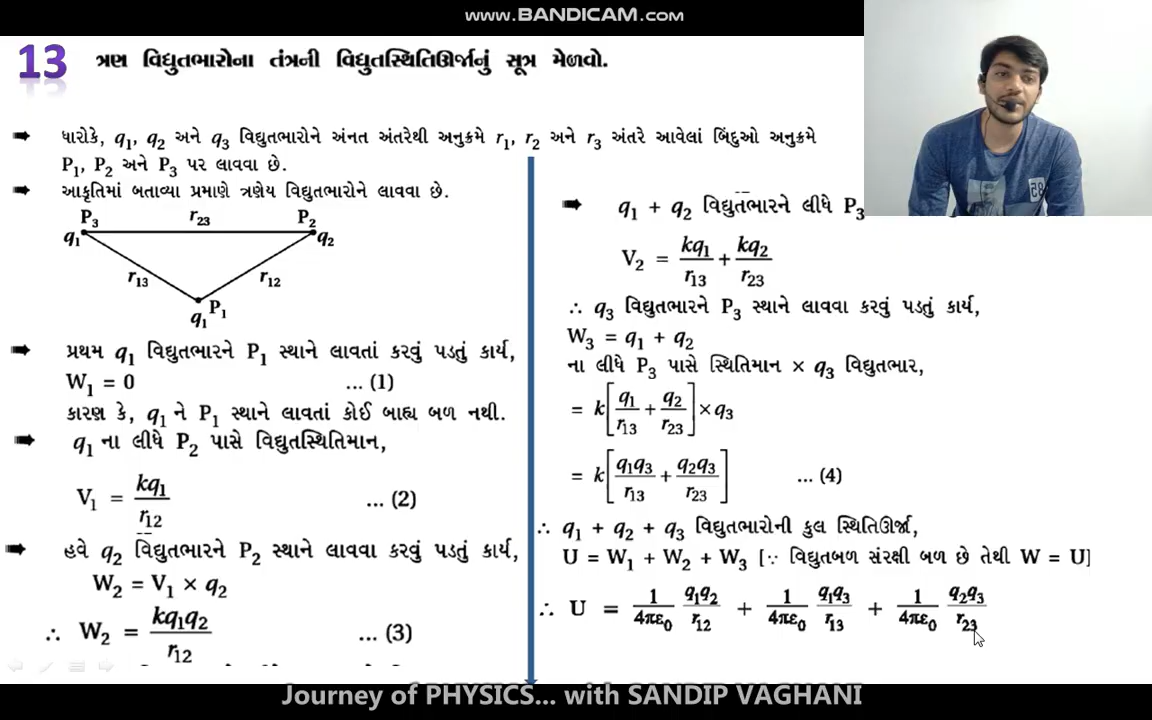 www.BANDICAM.com
13 ત્રણ વિદ્યુતભારોના તંત્રની વિદ્યુતસ્થિતિઊર્જાનું સૂત્ર મેળવો.
➡ ધારોકે, q₁, q₂ અને q₃ વિદ્યુતભારોને અંનત અંતરેથી અનુક્રમે r₁, r₂ અને r₃ અંતરે આવેલાં બિંદુઓ અનુક્રમે
P₁, P₂ અને P₃ પર લાવવા છે.
➡ આકૃતિમાં બતાવ્યા પ્રમાણે ત્રણેય વિદ્યુતભારોને લાવવા છે.
P₃ r₂₃ P₂
q₁ q₂
r₁₃ r₁₂
P₁
q₁
➡ પ્રથમ q₁ વિદ્યુતભારને P₁ સ્થાને લાવતાં કરવું પડતું કાર્ય,
W₁ = 0 ... (1)
કારણ કે, q₁ ને P₁ સ્થાને લાવતાં કોઈ બાહ્ય બળ નથી.
➡ q₁ ના લીધે P₂ પાસે વિદ્યુતસ્થિતિમાન,
V₁ = kq₁/r₁₂ ... (2)
➡ હવે q₂ વિદ્યુતભારને P₂ સ્થાને લાવવા કરવું પડતું કાર્ય,
W₂ = V₁ × q₂
∴ W₂ = kq₁q₂/r₁₂ ... (3)
➡ q₁ + q₂ વિદ્યુતભારને લીધે P₃
V₂ = kq₁/r₁₃ + kq₂/r₂₃
∴ q₃ વિદ્યુતભારને P₃ સ્થાને લાવવા કરવું પડતું કાર્ય,
W₃ = q₁ + q₂
ના લીધે P₃ પાસે સ્થિતિમાન × q₃ વિદ્યુતભાર,
= k[q₁/r₁₃ + q₂/r₂₃] × q₃
= k[q₁q₃/r₁₃ + q₂q₃/r₂₃] ... (4)
∴ q₁ + q₂ + q₃ વિદ્યુતભારોની કુલ સ્થિતિઊર્જા,
U = W₁ + W₂ + W₃ [∵ વિદ્યુતબળ સંરક્ષી બળ છે તેથી W = U]
∴ U = 1/4πε₀ q₁q₂/r₁₂ + 1/4πε₀ q₁q₃/r₁₃ + 1/4πε₀ q₂q₃/r₂₃
Journey of PHYSICS... with SANDIP VAGHANI